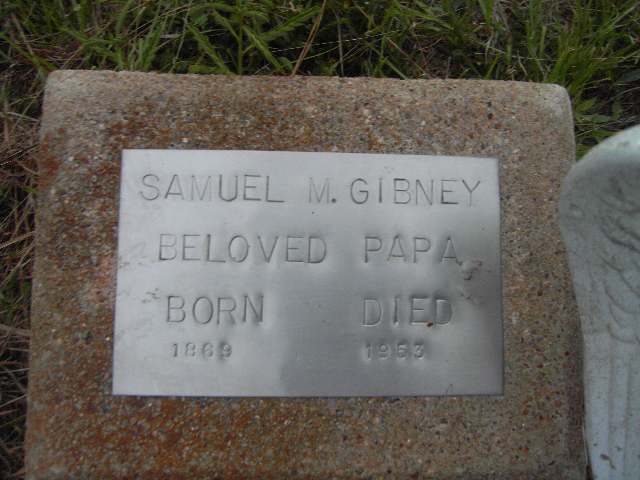 SAMUEL M. GIBNEY
BELOVED PAPA
BORN DIED
1869 1953